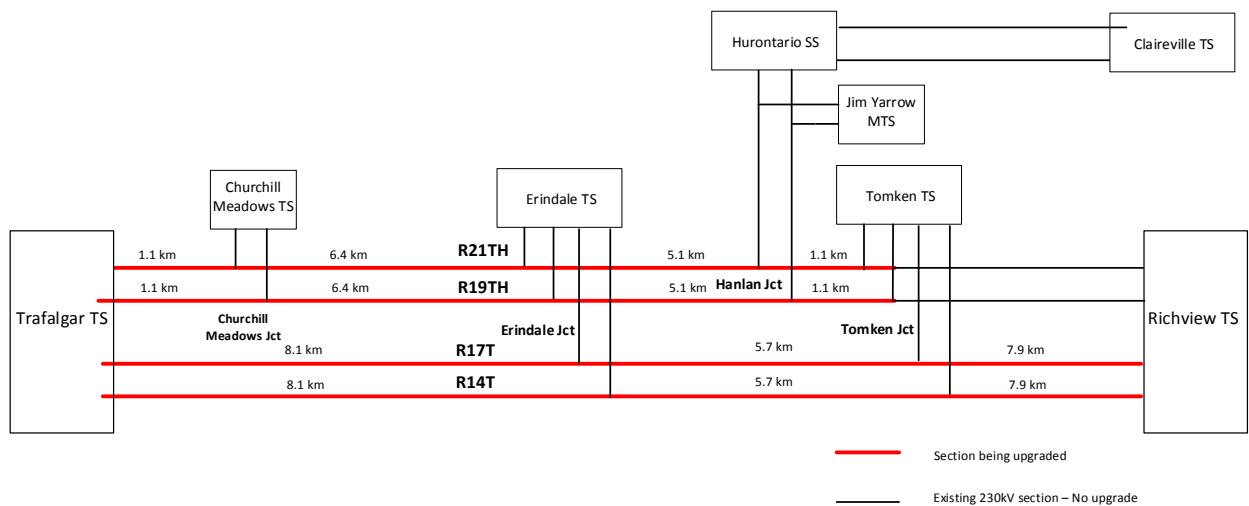 Hurontario SS
Claireville TS
Jim Yarrow
MTS
Churchill
Meadows TS
Erindale TS
Tomken TS
1.1 km
6.4 km
R21TH
5.1 km
1.1 km
Hanlan Jct
1.1 km
6.4 km
R19TH
5.1 km
1.1 km
Trafalgar TS
Richview TS
Churchill
Meadows Jct
Erindale Jct
Tomken Jct
8.1 km
R17T
5.7 km
7.9 km
8.1 km
R14T
5.7 km
7.9 km
Section being upgraded
Existing 230kV section – No upgrade